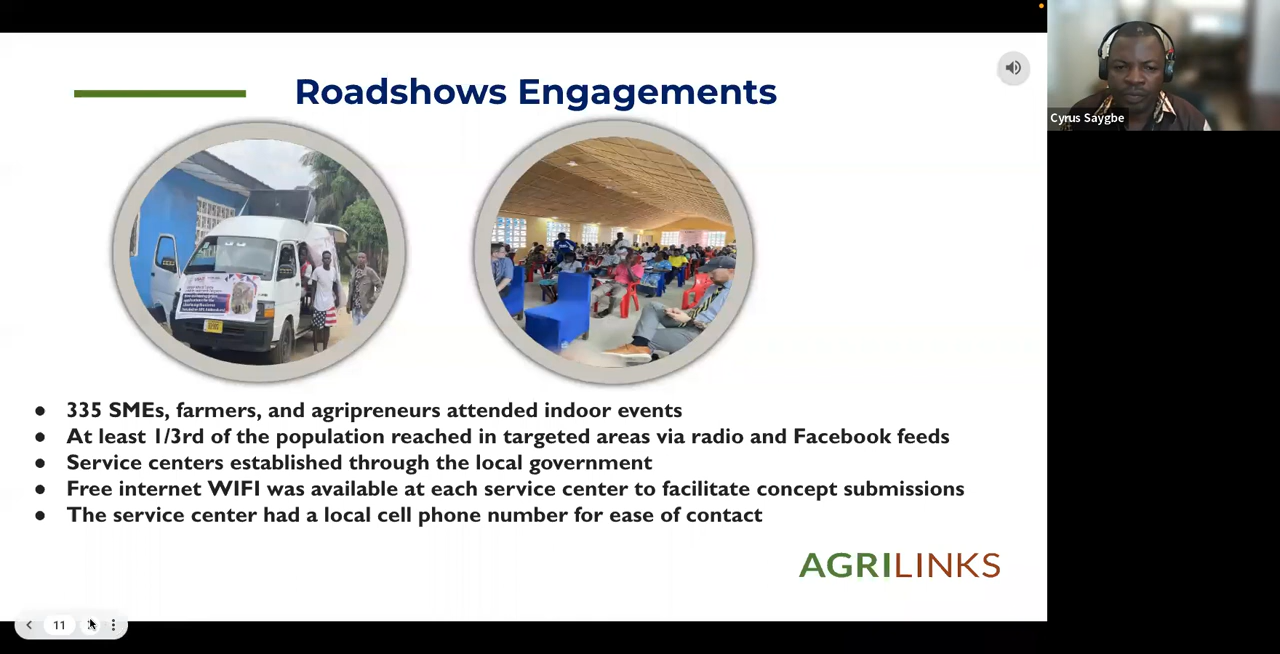 Roadshows Engagements
Cyrus Saygbe
● 335 SMEs, farmers, and agripreneurs attended indoor events
● At least 1/3rd of the population reached in targeted areas via radio and Facebook feeds
● Service centers established through the local government
● Free internet WIFI was available at each service center to facilitate concept submissions
● The service center had a local cell phone number for ease of contact
AGRILINKS
11